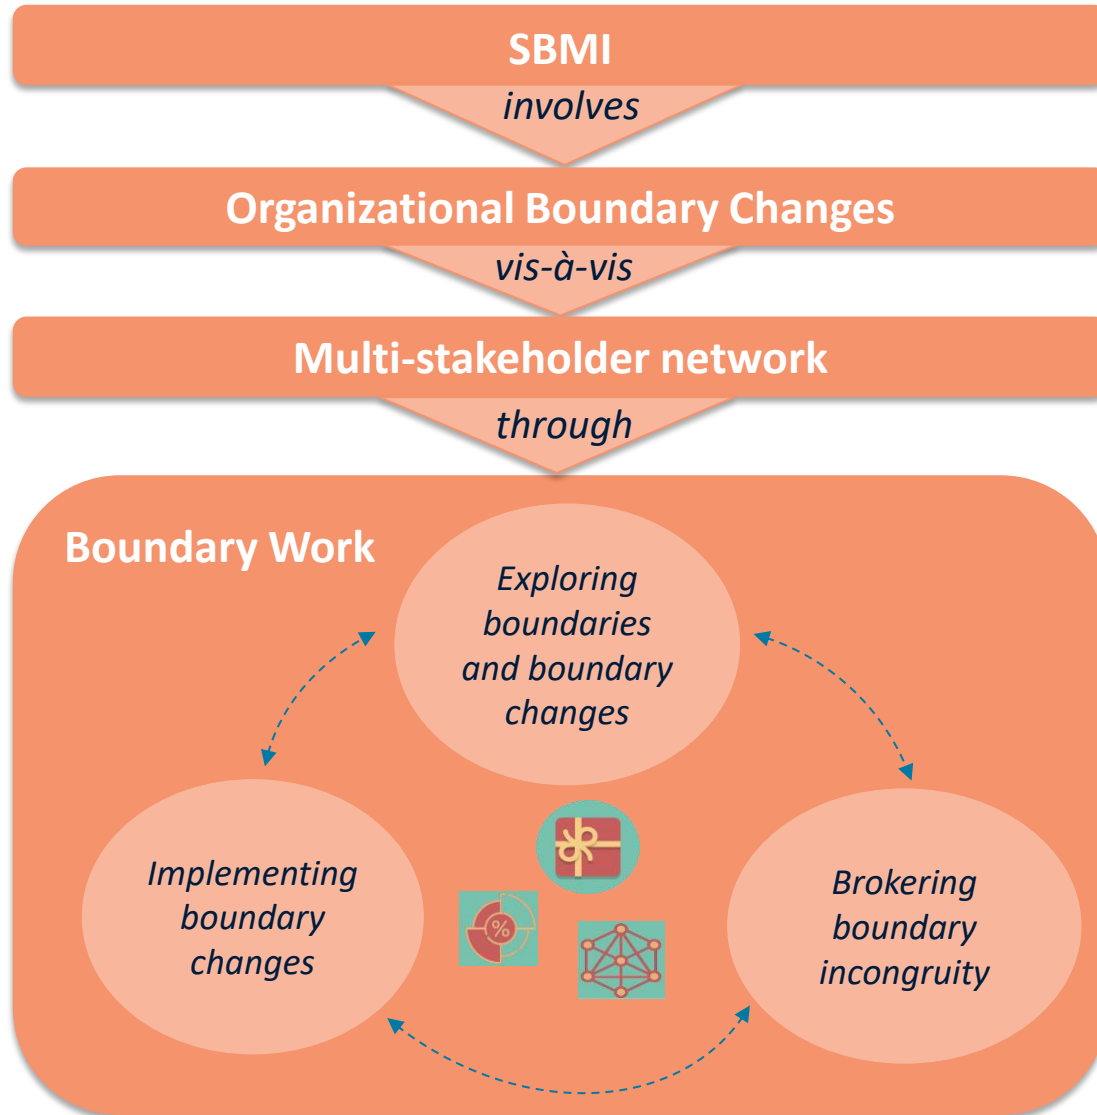 SBMI
involves
Organizational Boundary Changes
vis-à-vis
Multi-stakeholder network
through
Boundary Work
Exploring
boundaries
and boundary
changes
Implementing
boundary
changes
%
Brokering
boundary
incongruity